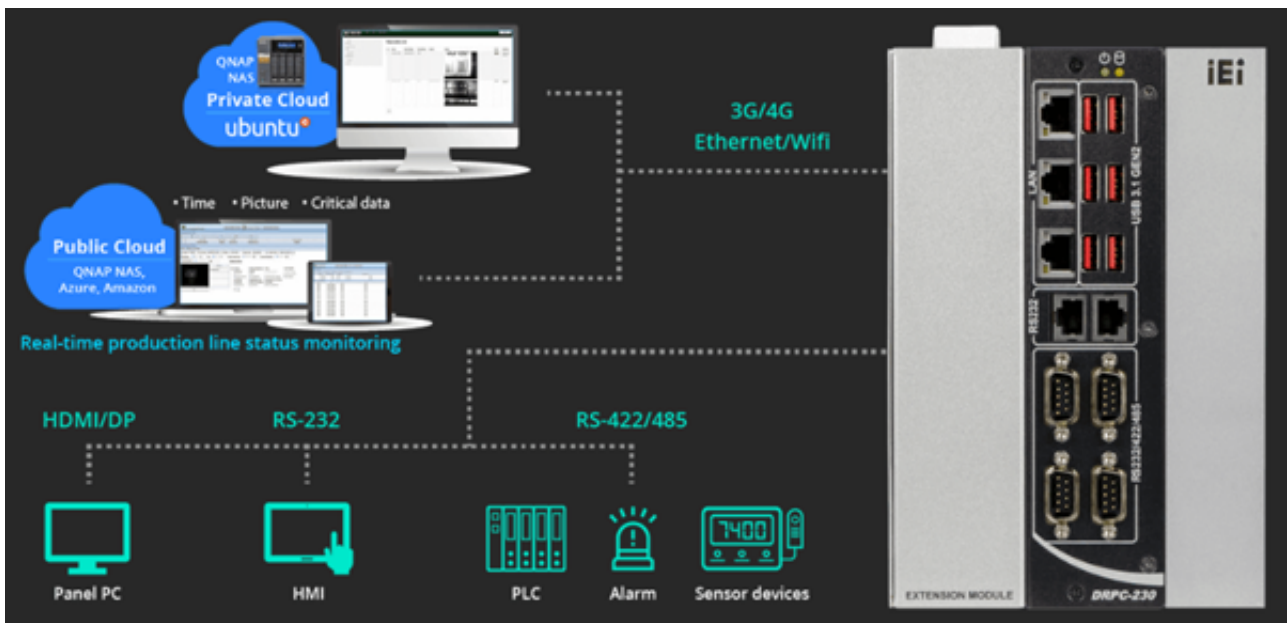 QNAP
NAS
Private Cloud
ubuntu
3G/4G
Ethernet/Wifi
• Time • Picture • Critical data
Public Cloud
QNAP NAS,
Azure, Amazon
Real-time production line status monitoring
HDMI/DP RS-232 RS-422/485
Panel PC HMI PLC Alarm Sensor devices
7400
iEi
LAN
USB 3.1 GEN2
RS232
RS232/422/485
EXTENSION MODULE
DRPC-230